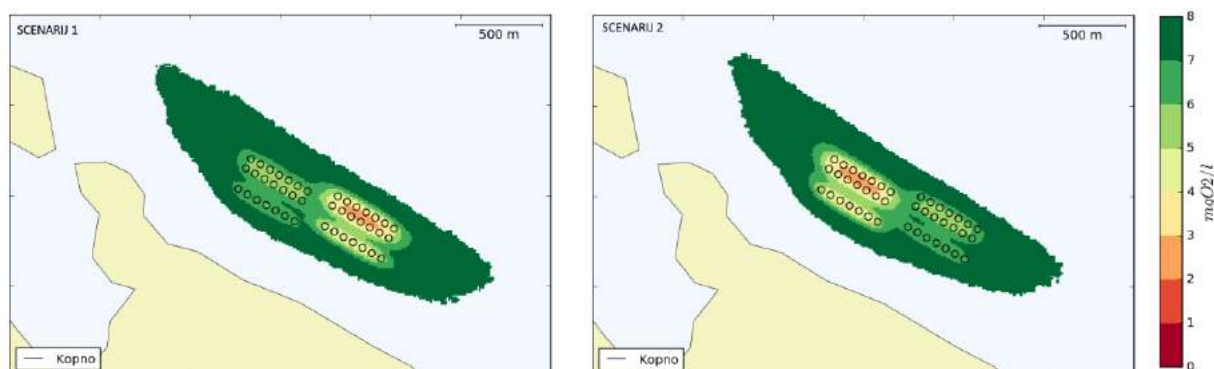 SCENARIJ 1
500 m
Kopno
SCENARIJ 2
500 m
Kopno
8
7
6
5
4
3
2
1
0
mgO2/l